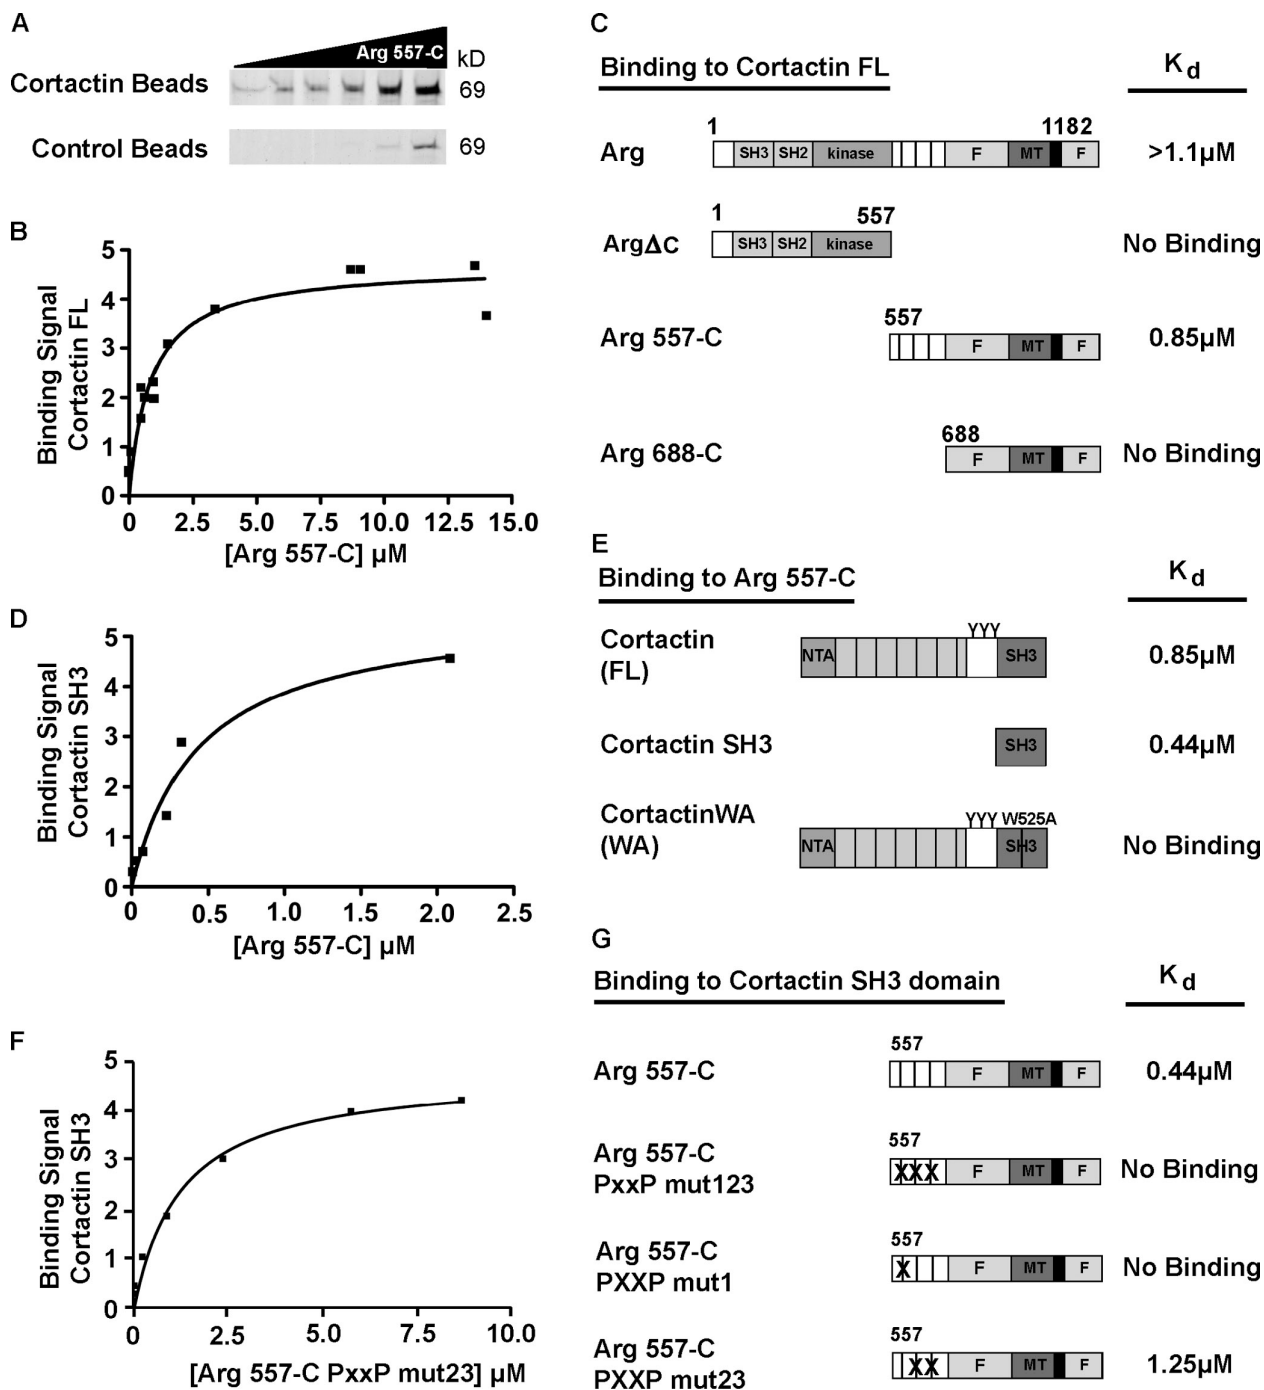 A
Arg 557-C
kD
Cortactin Beads
69
Control Beads
69
B
Binding Signal
Cortactin FL
5
4
3
2
1
0
0
2.5
5.0
7.5
10.0
12.5
15.0
[Arg 557-C] µM
C
Binding to Cortactin FL
Kd
Arg
1
1182
SH3
SH2
kinase
F
MT
F
>1.1µM
Arg∆C
1
557
SH3
SH2
kinase
No Binding
Arg 557-C
557
F
MT
F
0.85µM
Arg 688-C
688
F
MT
F
No Binding
D
Binding Signal
Cortactin SH3
5
4
3
2
1
0
0
0.5
1.0
1.5
2.0
2.5
[Arg 557-C] µM
E
Binding to Arg 557-C
Kd
Cortactin
(FL)
YYY
NTA
SH3
0.85µM
Cortactin SH3
SH3
0.44µM
CortactinWA
(WA)
YYY W525A
NTA
SH3
No Binding
F
Binding Signal
Cortactin SH3
5
4
3
2
1
0
0
2.5
5.0
7.5
10.0
[Arg 557-C PxxP mut23] µM
G
Binding to Cortactin SH3 domain
Kd
Arg 557-C
557
F
MT
F
0.44µM
Arg 557-C
PxxP mut123
557
XXX
F
MT
F
No Binding
Arg 557-C
PXXP mut1
557
X
F
MT
F
No Binding
Arg 557-C
PXXP mut23
557
XX
F
MT
F
1.25µM